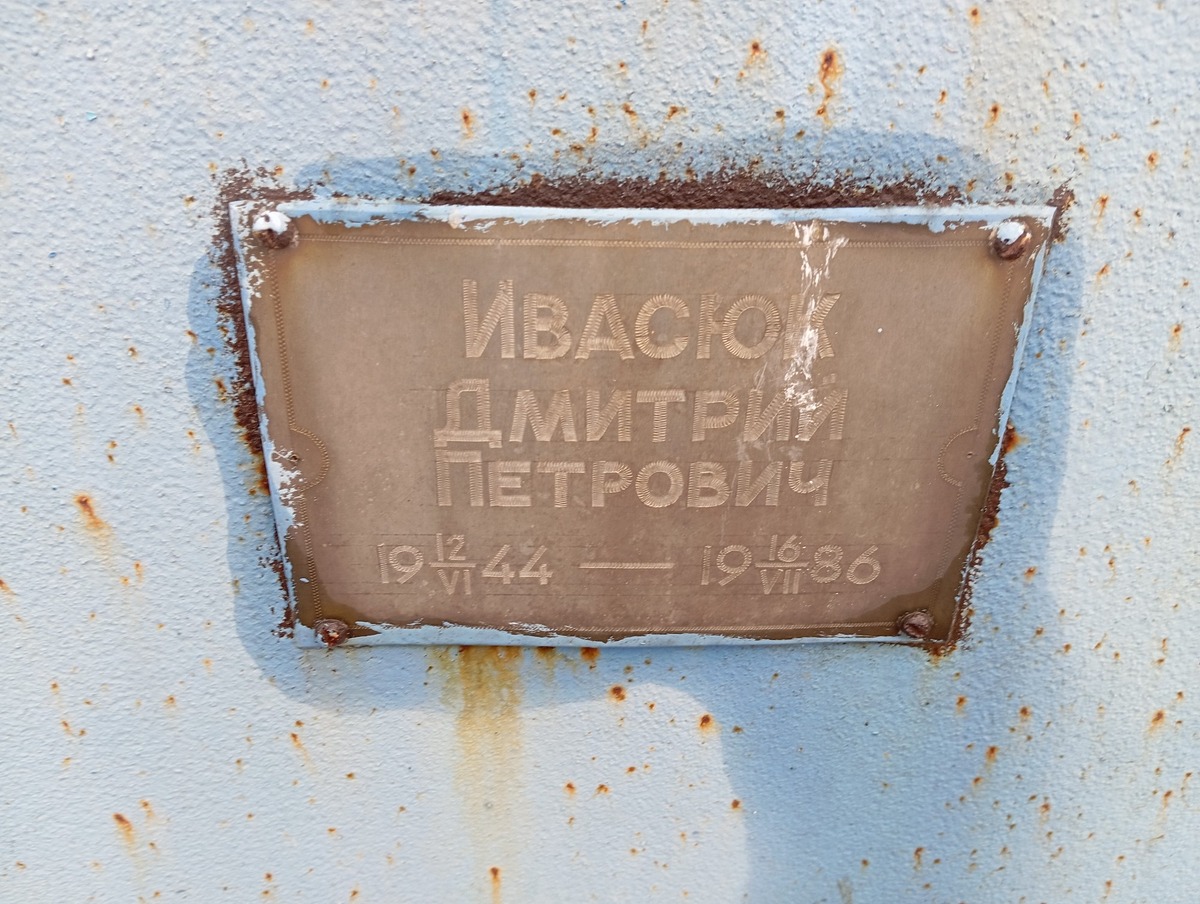 ИВАСЮК
ДМИТРИЙ
ПЕТРОВИЧ
19 12/VI 44 — 19 16/VII 86